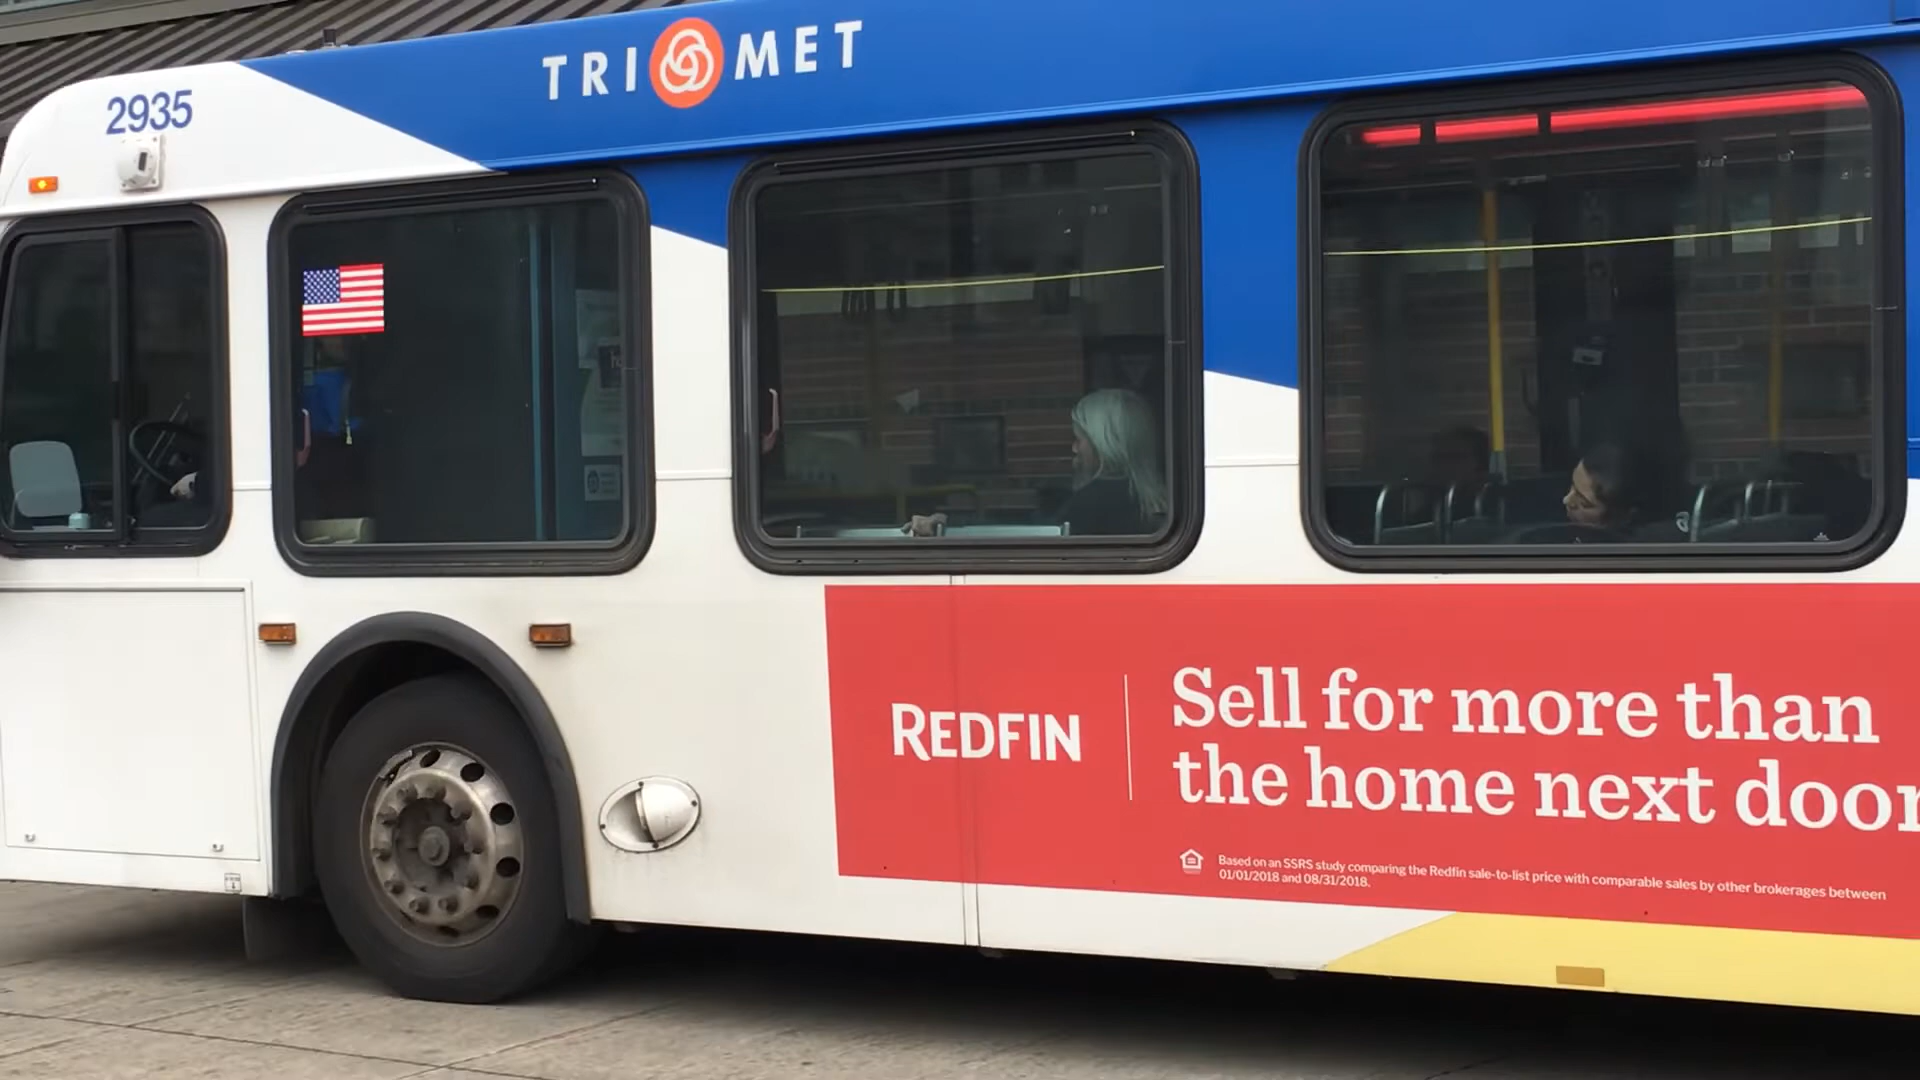 2935
TRI MET
REDFIN
Sell for more than
the home next door
Based on an SSRS study comparing the Redfin sale-to-list price with comparable sales by other brokerages between
01/01/2018 and 08/31/2018.